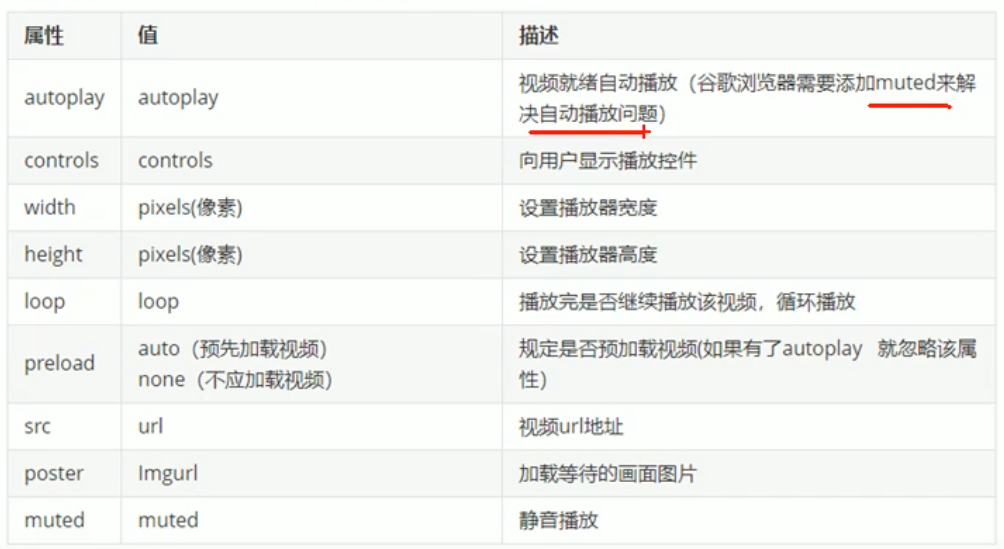 属性 值 描述
autoplay autoplay 视频就绪自动播放（谷歌浏览器需要添加muted来解
决自动播放问题）
controls controls 向用户显示播放控件
width pixels(像素) 设置播放器宽度
height pixels(像素) 设置播放器高度
loop loop 播放完是否继续播放该视频，循环播放
preload auto（预先加载视频）
none（不应加载视频） 规定是否预加载视频(如果有了autoplay 就忽略该属
性）
src url 视频url地址
poster Imgurl 加载等待的画面图片
muted muted 静音播放